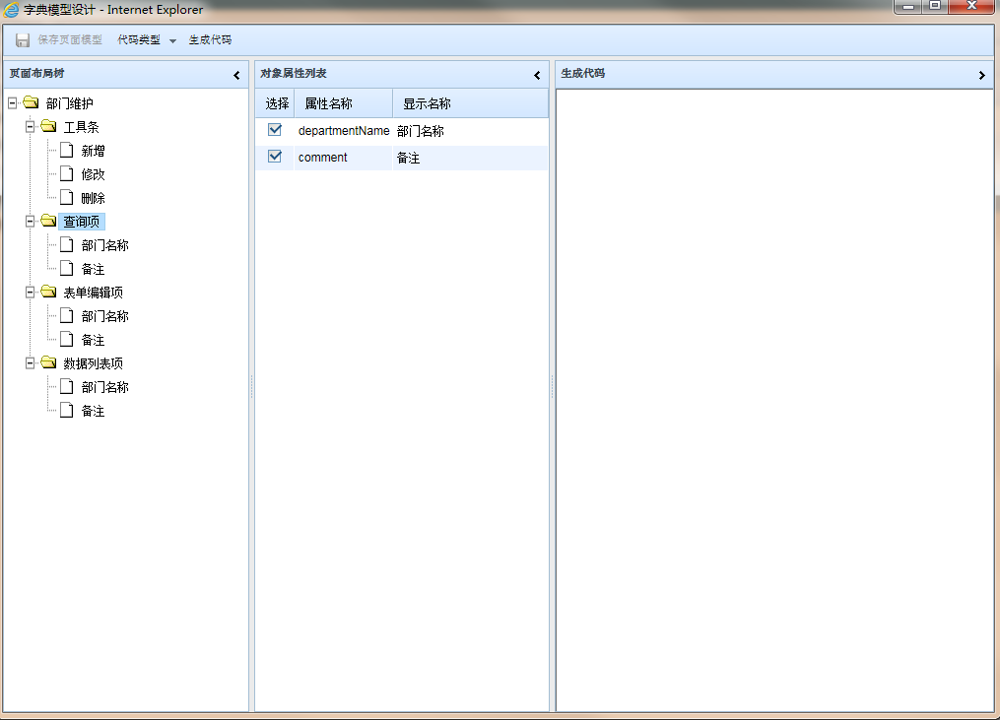 字典模型设计 - Internet Explorer
保存页面模型 代码类型 生成代码
页面布局树
部门维护
工具条
新增
修改
删除
查询项
部门名称
备注
表单编辑项
部门名称
备注
数据列表项
部门名称
备注
对象属性列表
选择 属性名称 显示名称
departmentName 部门名称
comment 备注
生成代码